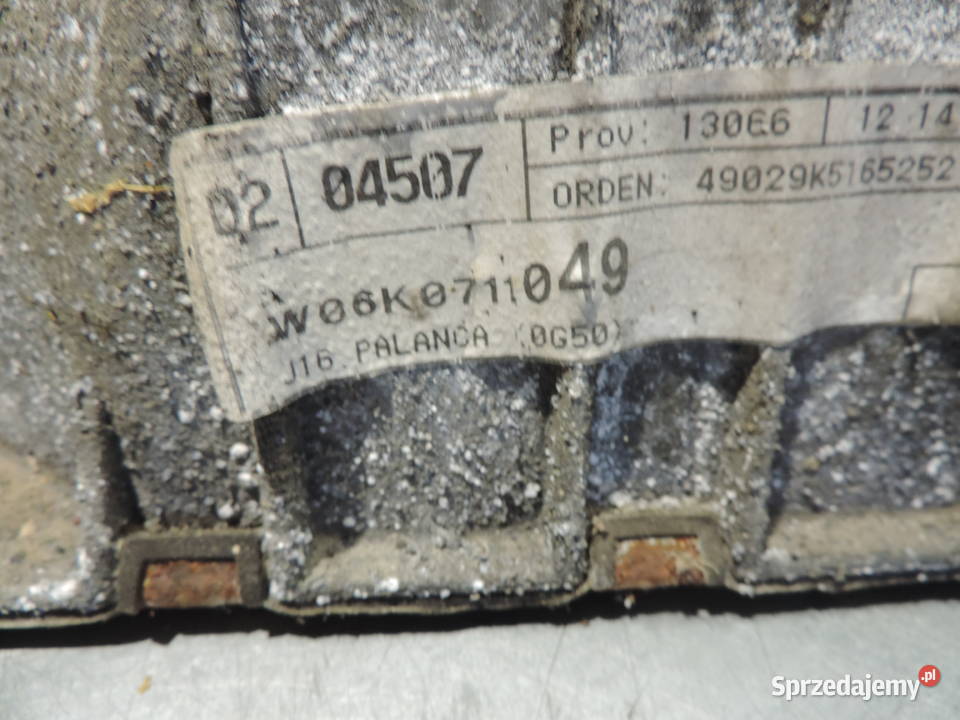 02 04507 Prov: 130E6 12 14
ORDEN: 49029K5165252
W06K0711049
J16 PALANCA (0G50)
Sprzedajemy.pl